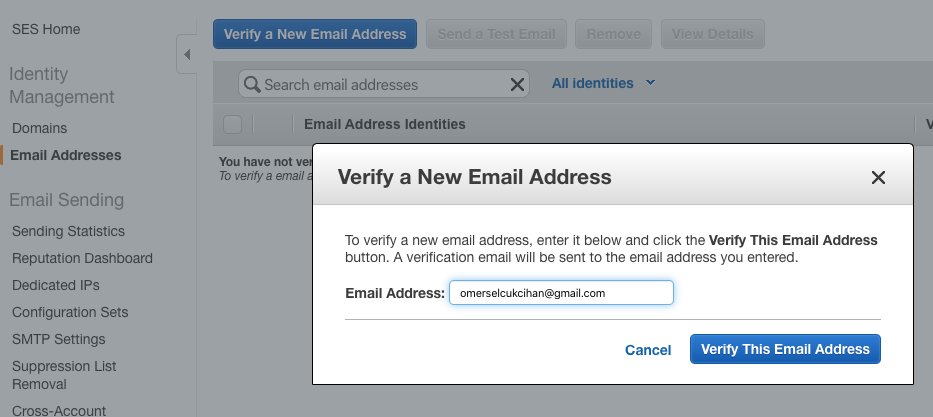 SES Home
Identity
Management
Domains
Email Addresses
Email Sending
Sending Statistics
Reputation Dashboard
Dedicated IPs
Configuration Sets
SMTP Settings
Suppression List
Removal
Cross-Account
Verify a New Email Address
Send a Test Email
Remove
View Details
Search email addresses
All identities
Email Address Identities
V
You have not ver
To verify a email a
Verify a New Email Address
To verify a new email address, enter it below and click the Verify This Email Address
button. A verification email will be sent to the email address you entered.
Email Address: omerselcukcihan@gmail.com
Cancel
Verify This Email Address